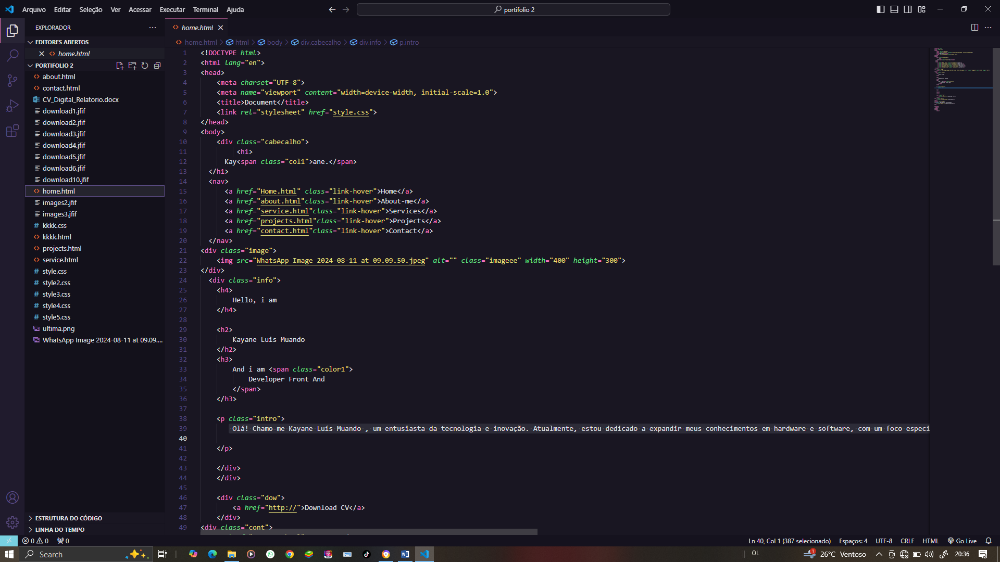 Arquivo Editar Seleção Ver Acessar Executar Terminal Ajuda
portifolio 2
EXPLORADOR
EDITORES ABERTOS
home.html
PORTIFOLIO 2
about.html
contact.html
CV_Digital_Relatorio.docx
download1.jfif
download2.jfif
download3.jfif
download4.jfif
download5.jfif
download6.jfif
download10.jfif
home.html
images2.jfif
images3.jfif
kkkk.css
kkkk.html
projects.html
service.html
style.css
style2.css
style3.css
style4.css
style5.css
ultima.png
WhatsApp Image 2024-08-11 at 09.09....
ESTRUTURA DO CÓDIGO
LINHA DO TEMPO
home.html
home.html > html > body > div.cabecalho > div.info > p.intro
1 <!DOCTYPE html>
2 <html lang="en">
3 <head>
4 <meta charset="UTF-8">
5 <meta name="viewport" content="width=device-width, initial-scale=1.0">
6 <title>Document</title>
7 <link rel="stylesheet" href="style.css">
8 </head>
9 <body>
10 <div class="cabecalho">
11 <h1>
12 Kay<span class="col1">ane.</span>
13 </h1>
14 <nav>
15 <a href="Home.html" class="link-hover">Home</a>
16 <a href="about.html"class="link-hover">About-me</a>
17 <a href="service.html"class="link-hover">Services</a>
18 <a href="projects.html"class="link-hover">Projects</a>
19 <a href="contact.html"class="link-hover">Contact</a>
20 </nav>
21 <div class="image">
22 <img src="WhatsApp Image 2024-08-11 at 09.09.50.jpeg" alt="" class="imageee" width="400" height="300">
23 </div>
24 <div class="info">
25 <h4>
26 Hello, i am
27 </h4>
28
29 <h2>
30 Kayane Luis Muando
31 </h2>
32 <h3>
33 And i am <span class="color1">
34 Developer Front And
35 </span>
36 </h3>
37
38 <p class="intro">
39 Olá! Chamo-me Kayane Luís Muando , um entusiasta da tecnologia e inovação. Atualmente, estou dedicado a expandir meus conhecimentos em hardware e software, com um foco especi
40
41 </p>
42
43 </div>
44 </div>
45
46 <div class="dow">
47 <a href="http://">Download CV</a>
48 </div>
49 <div class="cont">
0 0 0
Ln 40, Col 1 (387 selecionado) Espaços: 4 UTF-8 CRLF HTML Go Live
Search
OL
1
26°C Ventoso
20:36